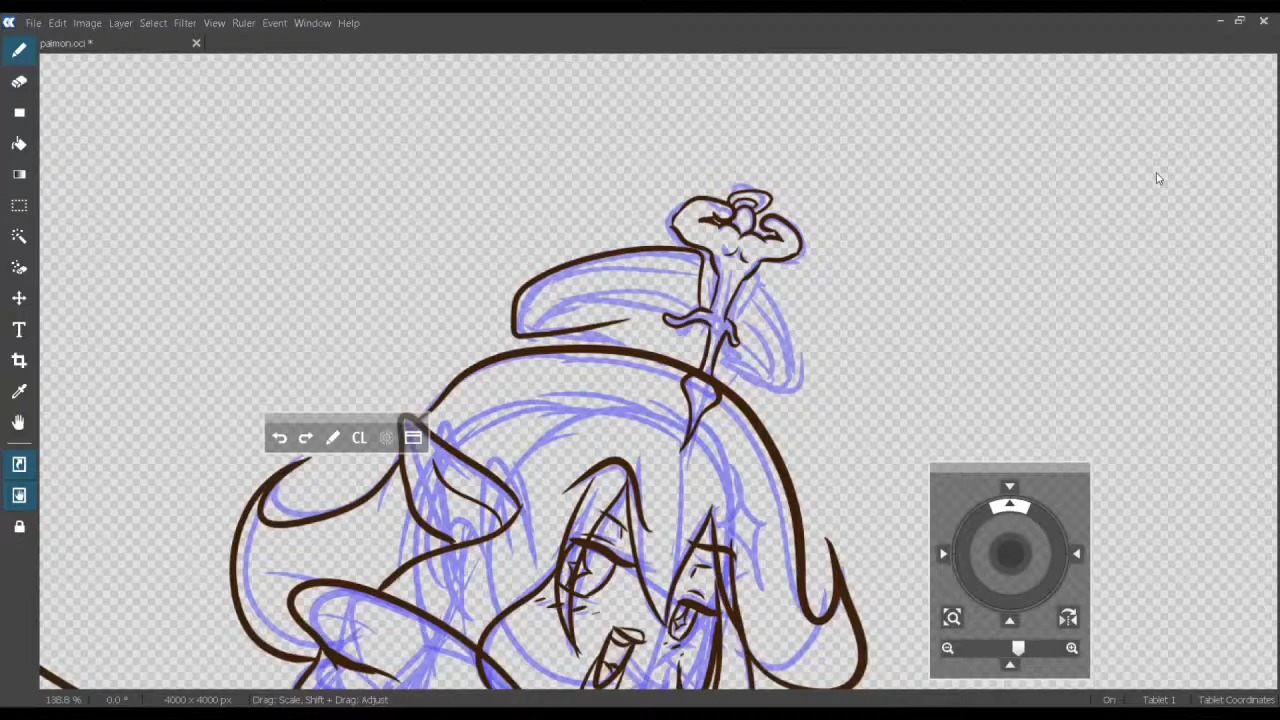 File Edit Image Layer Select Filter View Ruler Event Window Help
paimon.oci *
CL
138.8 % 0.0 ° 4000 x 4000 px Drag: Scale, Shift + Drag: Adjust On Tablet 1 Tablet Coordinates